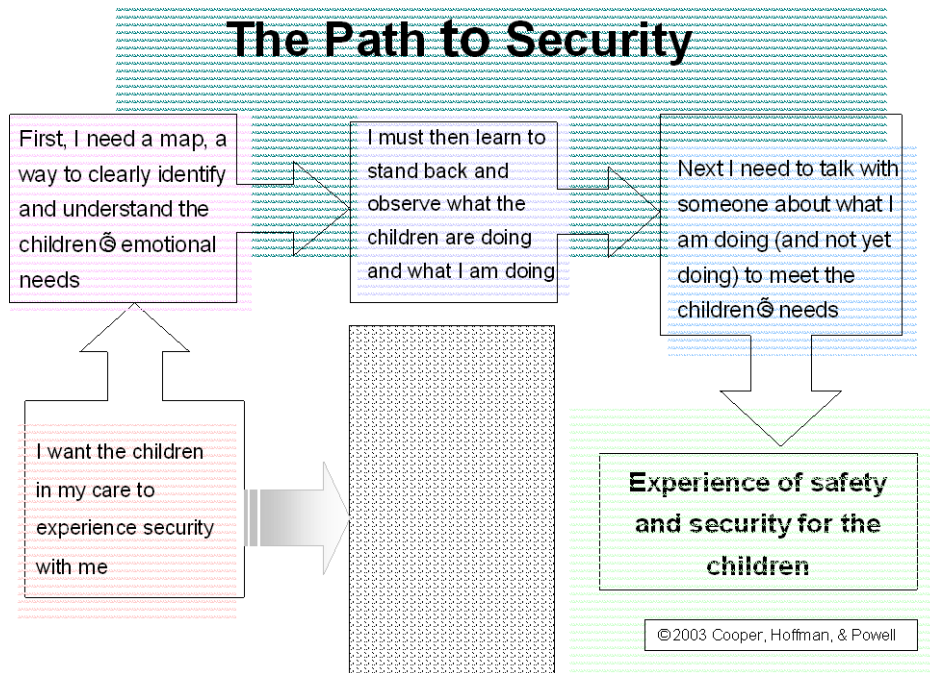 The Path to Security
First, I need a map, a
way to clearly identify
and understand the
children⊕̃s emotional
needs
I must then learn to
stand back and
observe what the
children are doing
and what I am doing
Next I need to talk with
someone about what I
am doing (and not yet
doing) to meet the
children⊕̃s needs
I want the children
in my care to
experience security
with me
Experience of safety
and security for the
children
©2003 Cooper, Hoffman, & Powell